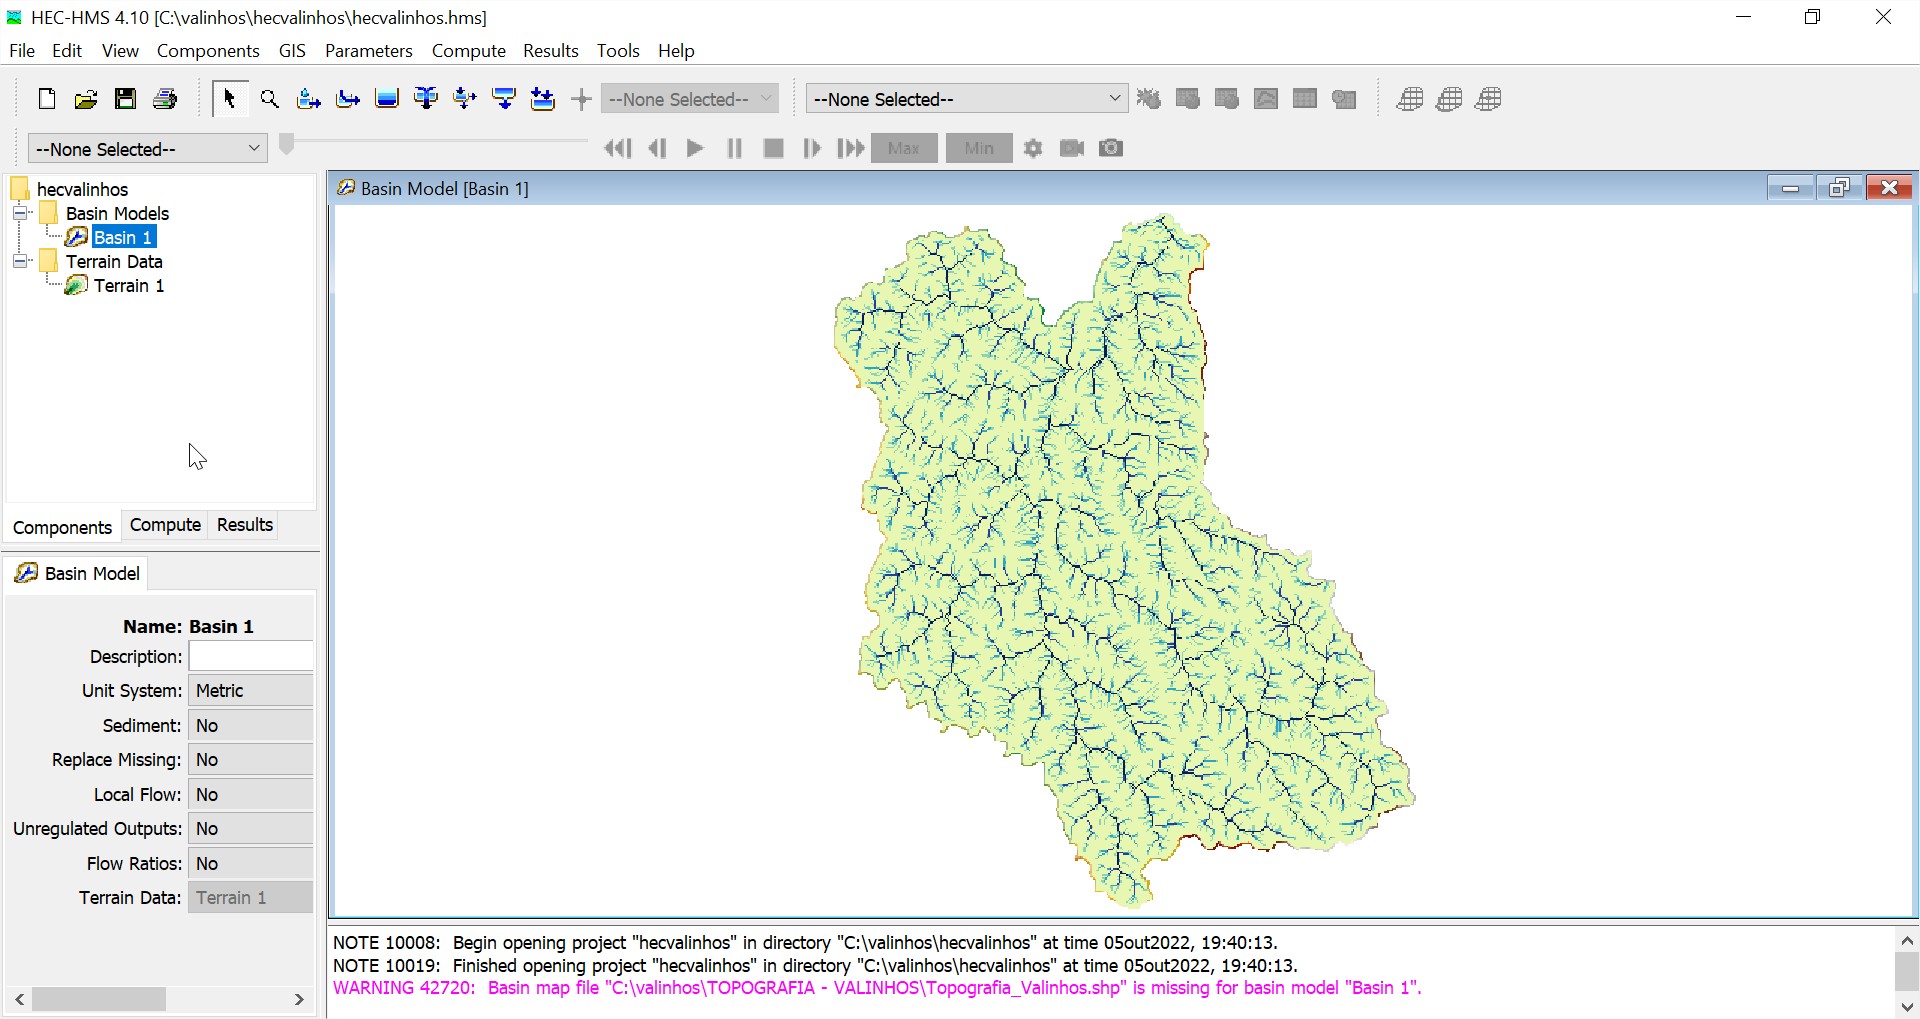 HEC-HMS 4.10 [C:\valinhos\hecvalinhos\hecvalinhos.hms]
File Edit View Components GIS Parameters Compute Results Tools Help
--None Selected-- --None Selected--
--None Selected-- Max Min
hecvalinhos
Basin Models
Basin 1
Terrain Data
Terrain 1
Components Compute Results
Basin Model
Name: Basin 1
Description:
Unit System: Metric
Sediment: No
Replace Missing: No
Local Flow: No
Unregulated Outputs: No
Flow Ratios: No
Terrain Data: Terrain 1
Basin Model [Basin 1]
NOTE 10008: Begin opening project "hecvalinhos" in directory "C:\valinhos\hecvalinhos" at time 05out2022, 19:40:13.
NOTE 10019: Finished opening project "hecvalinhos" in directory "C:\valinhos\hecvalinhos" at time 05out2022, 19:40:13.
WARNING 42720: Basin map file "C:\valinhos\TOPOGRAFIA - VALINHOS\Topografia_Valinhos.shp" is missing for basin model "Basin 1".